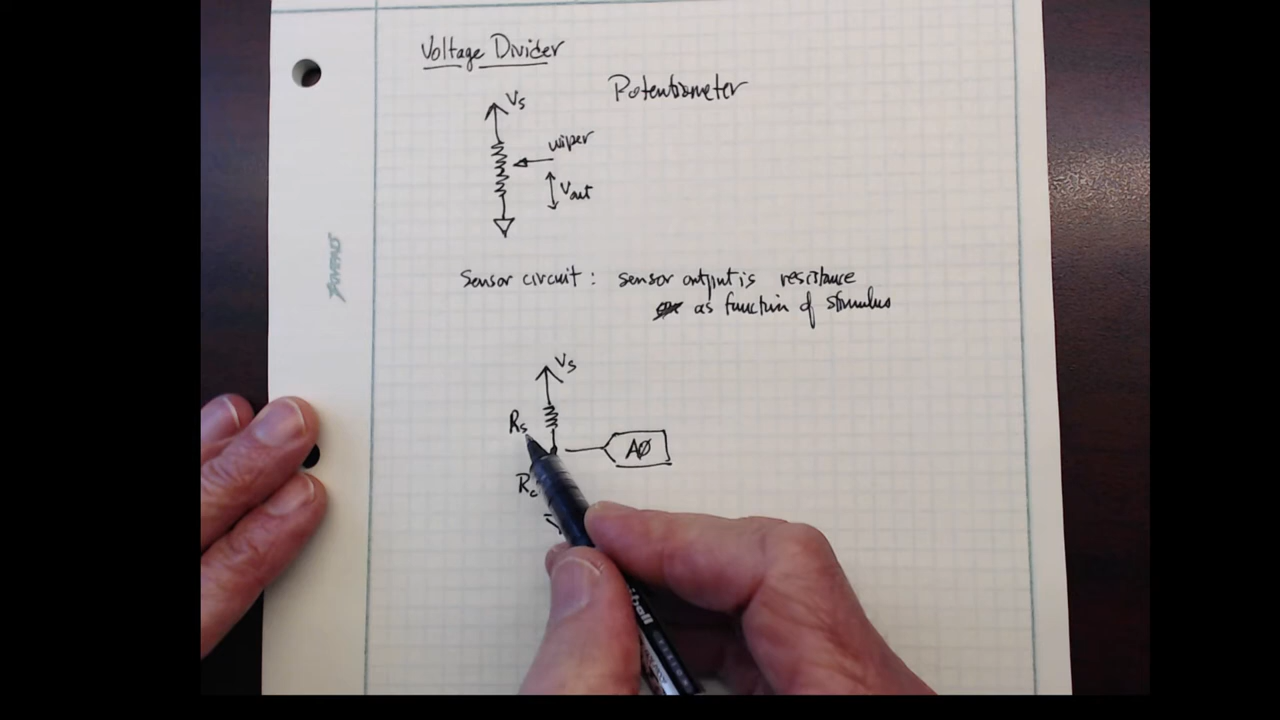 Voltage Divider
Potentiometer
Vs
wiper
Vout
Sensor circuit: sensor output is resistance
as function of stimulus
Vs
Rs
AØ
Rc